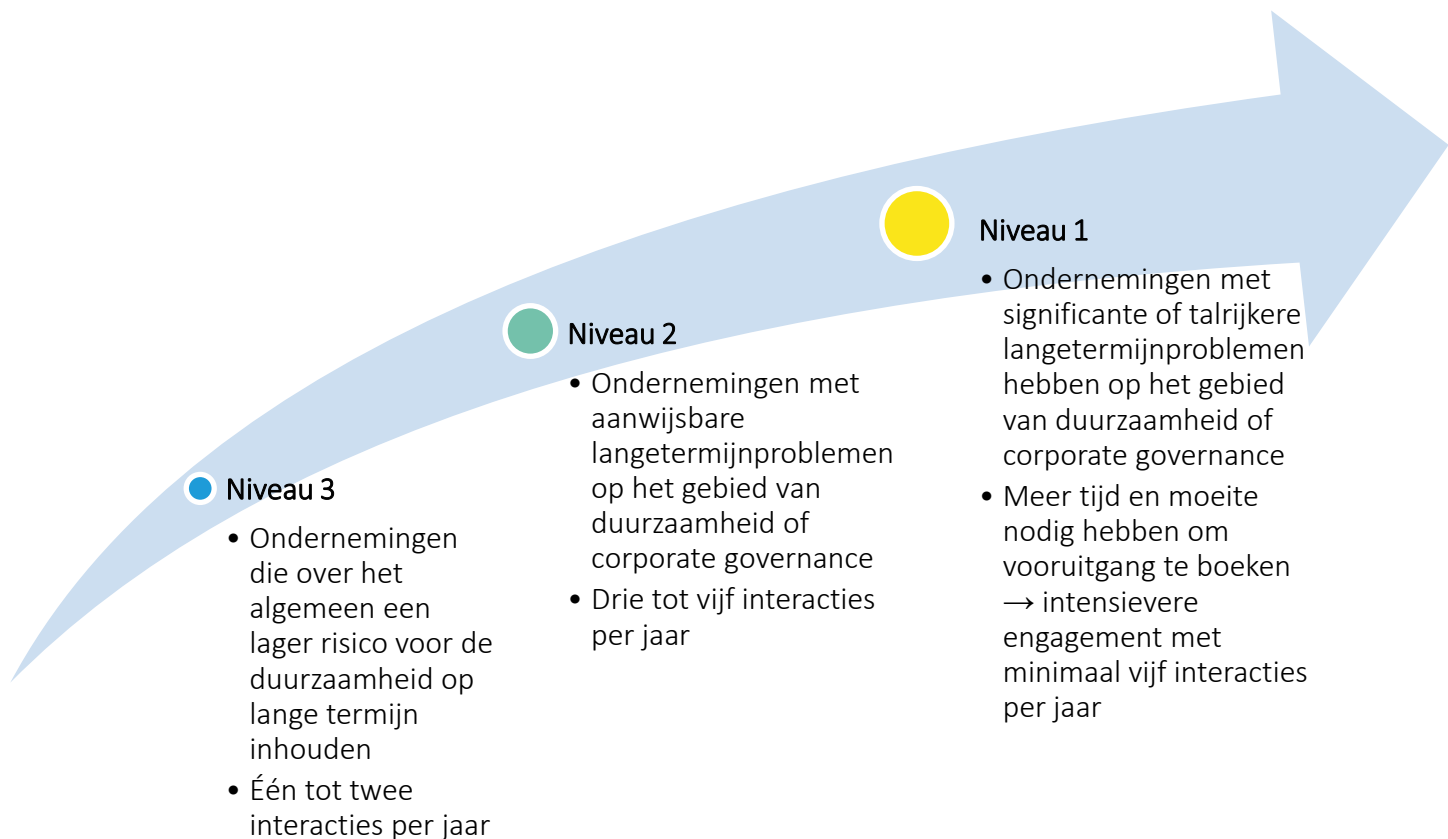 Niveau 1
• Ondernemingen met
significante of talrijkere
langetermijnproblemen
hebben op het gebied
van duurzaamheid of
corporate governance
• Meer tijd en moeite
nodig hebben om
vooruitgang te boeken
→ intensievere
engagement met
minimaal vijf interacties
per jaar
Niveau 2
• Ondernemingen met
aanwijsbare
langetermijnproblemen
op het gebied van
duurzaamheid of
corporate governance
• Drie tot vijf interacties
per jaar
Niveau 3
• Ondernemingen
die over het
algemeen een
lager risico voor de
duurzaamheid op
lange termijn
inhouden
• Één tot twee
interacties per jaar